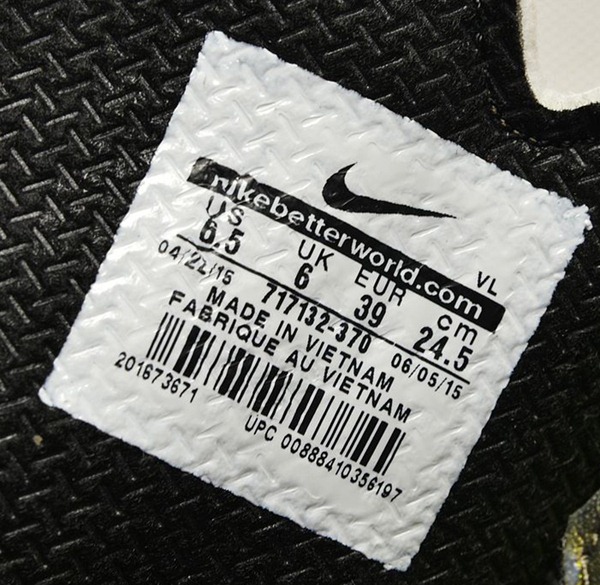 nikebetterworld.com
VL
US UK EUR cm
6.5 6 39 24.5
04/22/15 717132-370 06/05/15
MADE IN VIETNAM
FABRIQUE AU VIETNAM
201673671
UPC 00888410356197